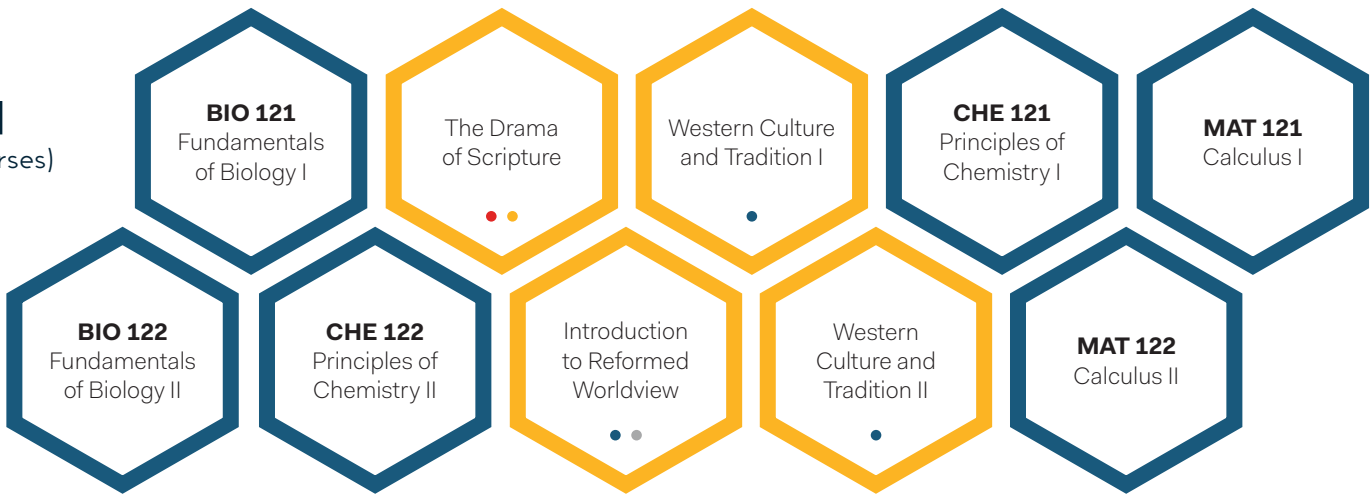 rses)
BIO 121
Fundamentals
of Biology I
The Drama
of Scripture
Western Culture
and Tradition I
CHE 121
Principles of
Chemistry I
MAT 121
Calculus I
BIO 122
Fundamentals
of Biology II
CHE 122
Principles of
Chemistry II
Introduction
to Reformed
Worldview
Western
Culture and
Tradition II
MAT 122
Calculus II